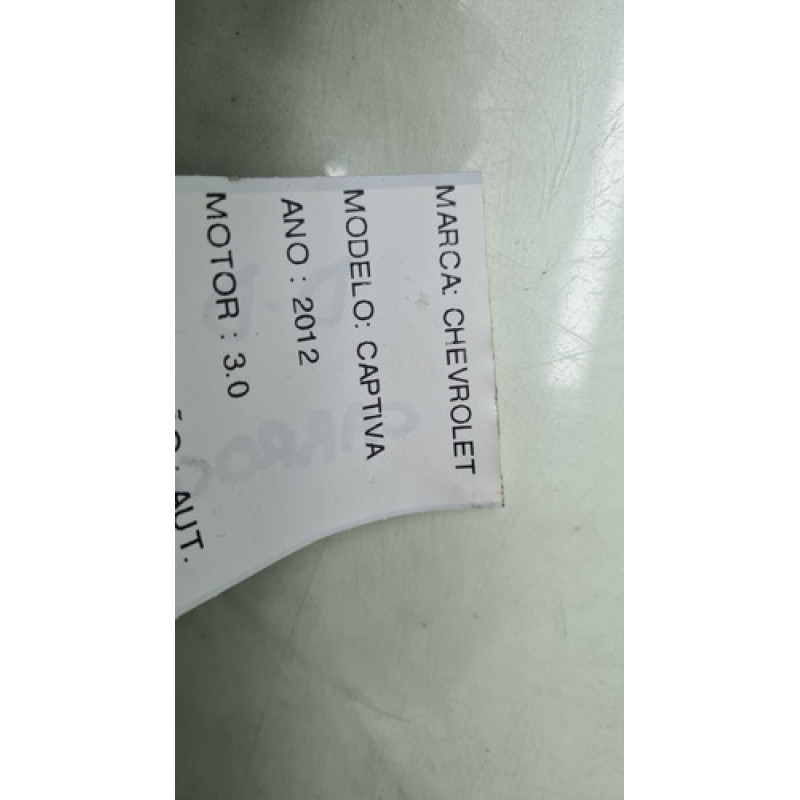 MARCA: CHEVROLET
MODELO: CAPTIVA
ANO : 2012
MOTOR : 3.0
AUT.